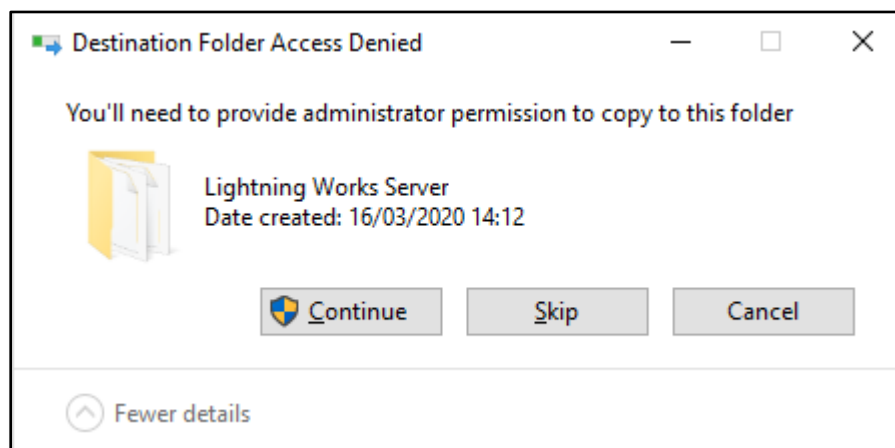 Destination Folder Access Denied
You'll need to provide administrator permission to copy to this folder
Lightning Works Server
Date created: 16/03/2020 14:12
Continue
Skip
Cancel
Fewer details